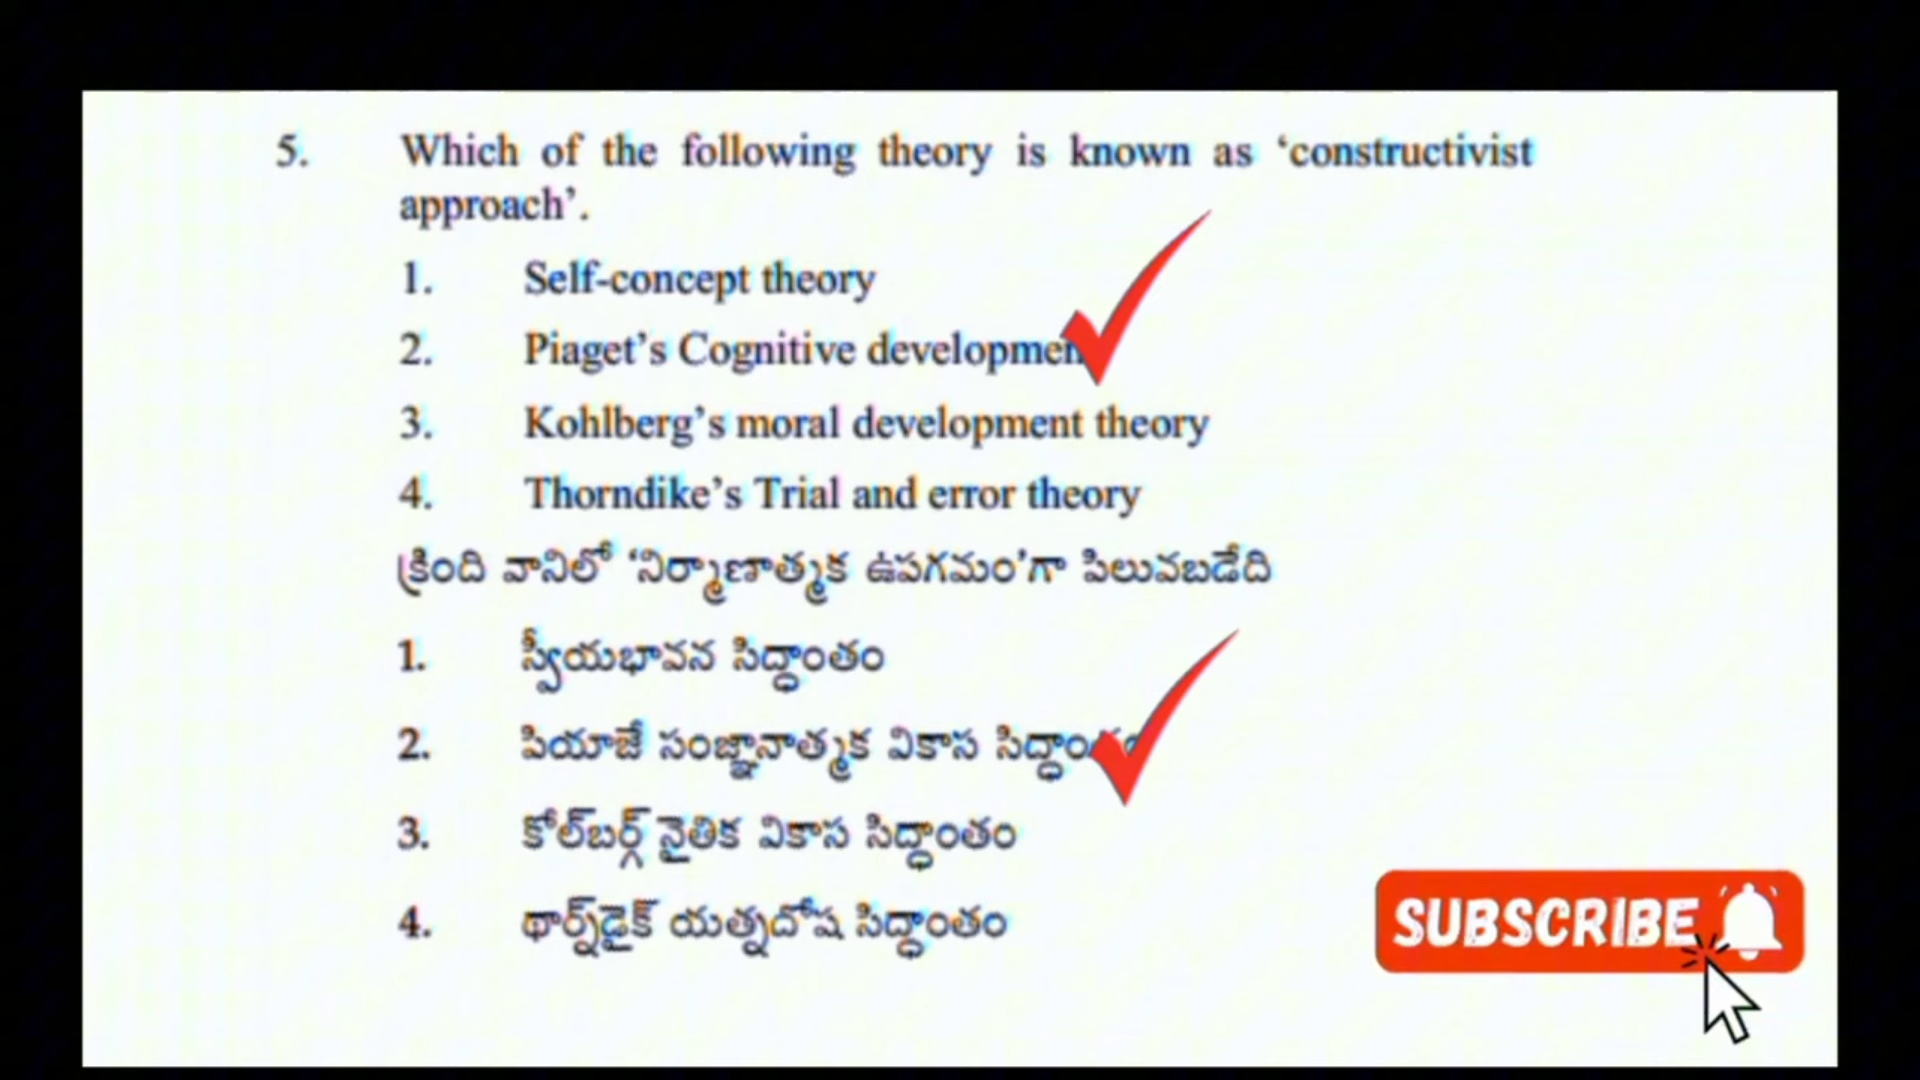 5. Which of the following theory is known as ‘constructivist
approach’.
1. Self-concept theory
2. Piaget’s Cognitive
3. Kohlberg’s moral development theory
4. Thorndike’s Trial and error theory
క్రింది వానిలో ‘నిర్మాణాత్మక ఉపగమం’గా పిలువబడేది
1. స్వీయభావన సిద్ధాంతం
2. పియాజే సంజ్ఞానాత్మక వికాస
3. కోల్‌బర్గ్ నైతిక వికాస సిద్ధాంతం
4. థార్న్‌డైక్ యత్నదోష సిద్ధాంతం
SUBSCRIBE